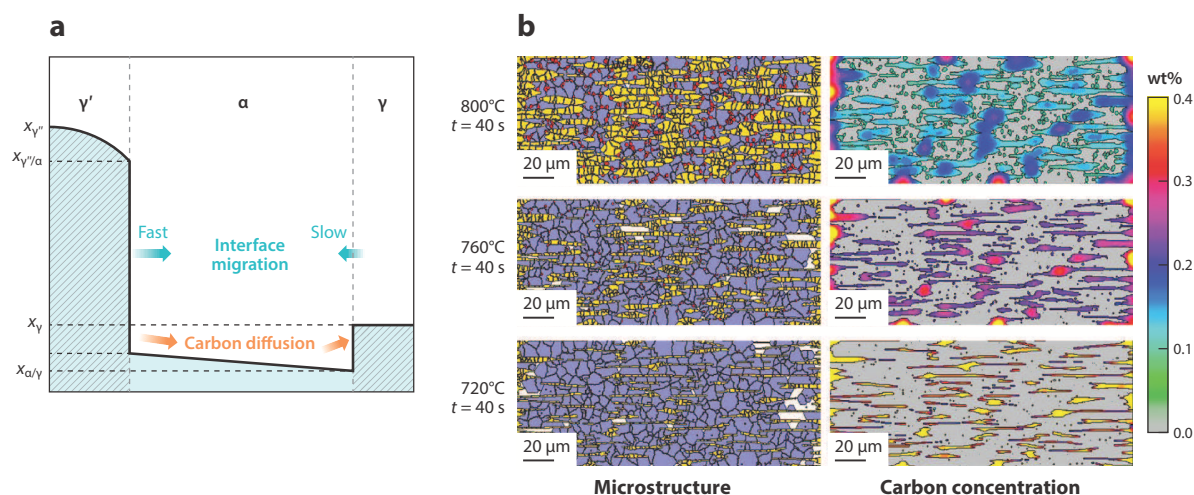 a
γ′
α
γ
xγ″
xγ″/α
Fast
Interface
migration
Slow
xγ
Carbon diffusion
xα/γ
b
800°C
t = 40 s
20 μm
20 μm
760°C
t = 40 s
20 μm
20 μm
720°C
t = 40 s
20 μm
20 μm
Microstructure
Carbon concentration
wt%
0.4
0.3
0.2
0.1
0.0